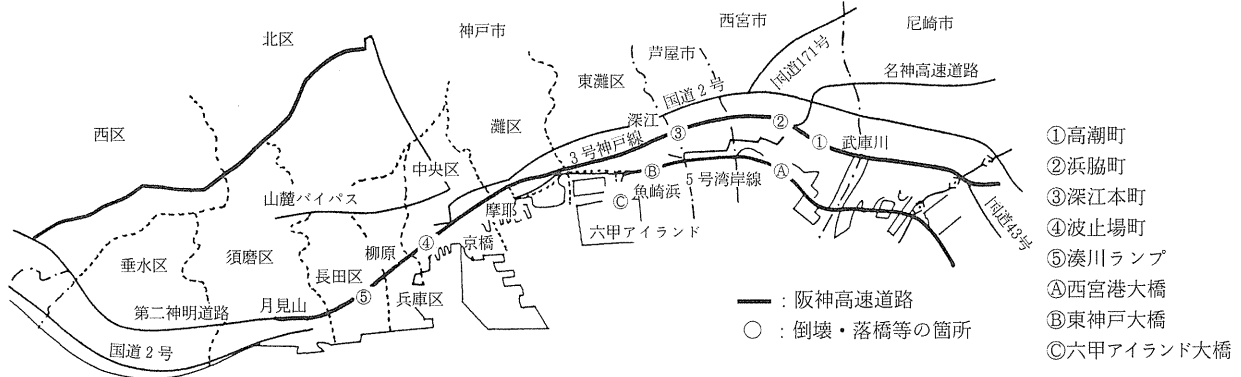 北区
神戸市
西宮市
尼崎市
芦屋市
東灘区
国道171号
名神高速道路
国道2号
西区
灘区
深江
③
②
①
武庫川
3号神戸線
中央区
Ⓑ
5号湾岸線
Ⓐ
山麓バイパス
魚崎浜
Ⓒ
摩耶
六甲アイランド
国道43号
垂水区
須磨区
柳原
④
京橋
長田区
⑤
兵庫区
月見山
第二神明道路
国道2号
━:阪神高速道路
○:倒壊・落橋等の箇所
①高潮町
②浜脇町
③深江本町
④波止場町
⑤湊川ランプ
Ⓐ西宮港大橋
Ⓑ東神戸大橋
Ⓒ六甲アイランド大橋